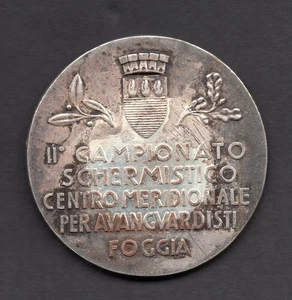 II° CAMPIONATO
SCHERMISTICO
CENTRO MERIDIONALE
PER AVANGVARDISTI
FOGGIA